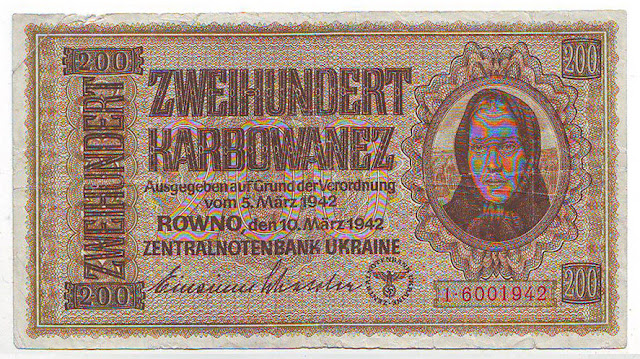 200
200
ZWEIHUNDERT
ZWEIHUNDERT
KARBOWANEZ
Ausgegeben auf Grund der Verordnung
vom 5. März 1942
ROWNO, den 10. März 1942
ZENTRALNOTENBANK UKRAINE
1·6001942
200
200